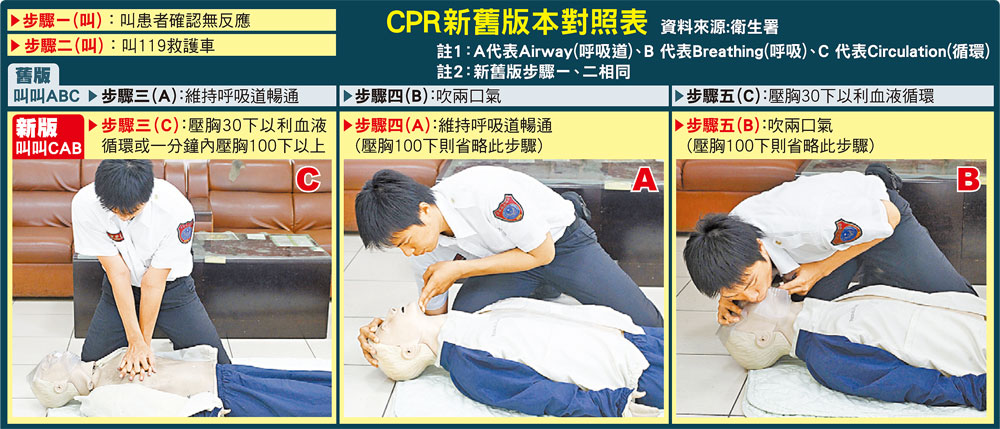 ▶步驟一(叫)：叫患者確認無反應
▶步驟二(叫)：叫119救護車
CPR新舊版本對照表 資料來源:衛生署
註1：A代表Airway(呼吸道)、B 代表Breathing(呼吸)、C 代表Circulation(循環)
註2：新舊版步驟一、二相同
舊版
叫叫ABC
▶步驟三(A):維持呼吸道暢通
▶步驟四(B):吹兩口氣
▶步驟五(C):壓胸30下以利血液循環
新版
叫叫CAB
▶步驟三(C):壓胸30下以利血液
循環或一分鐘內壓胸100下以上
▶步驟四(A):維持呼吸道暢通
(壓胸100下則省略此步驟)
▶步驟五(B):吹兩口氣
(壓胸100下則省略此步驟)
C
A
B